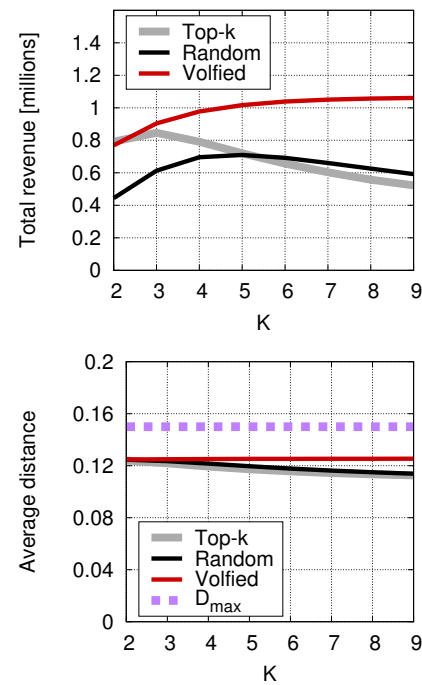 Total revenue [millions]
1.4
1.2
1
0.8
0.6
0.4
0.2
0
Top-k
Random
Volfied
2 3 4 5 6 7 8 9
K
Average distance
0.2
0.16
0.12
0.08
0.04
0
Top-k
Random
Volfied
D_max
2 3 4 5 6 7 8 9
K